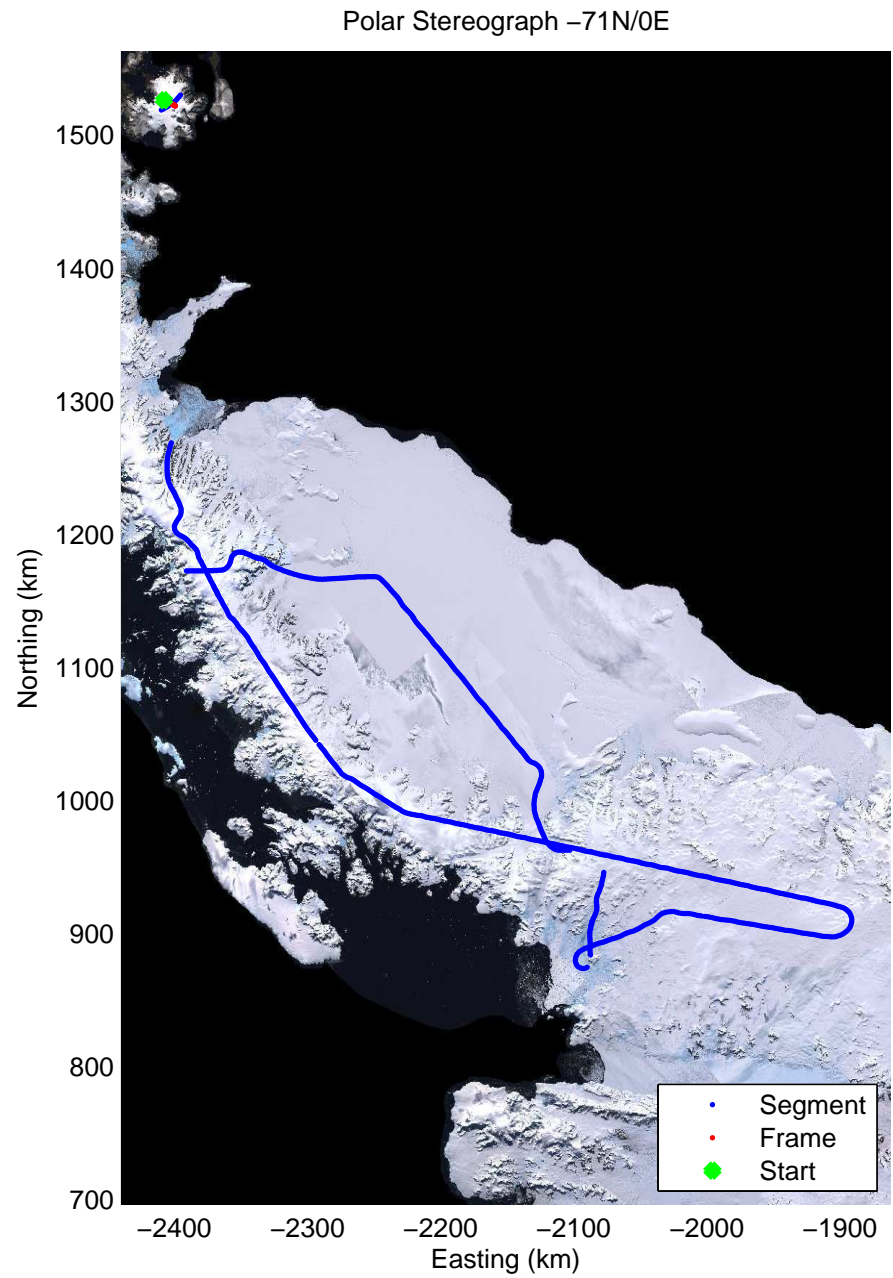 Polar Stereograph −71N/0E
1500
1400
1300
1200
1100
1000
900
800
700
Northing (km)
Segment
Frame
Start
−2400 −2300 −2200 −2100 −2000 −1900
Easting (km)